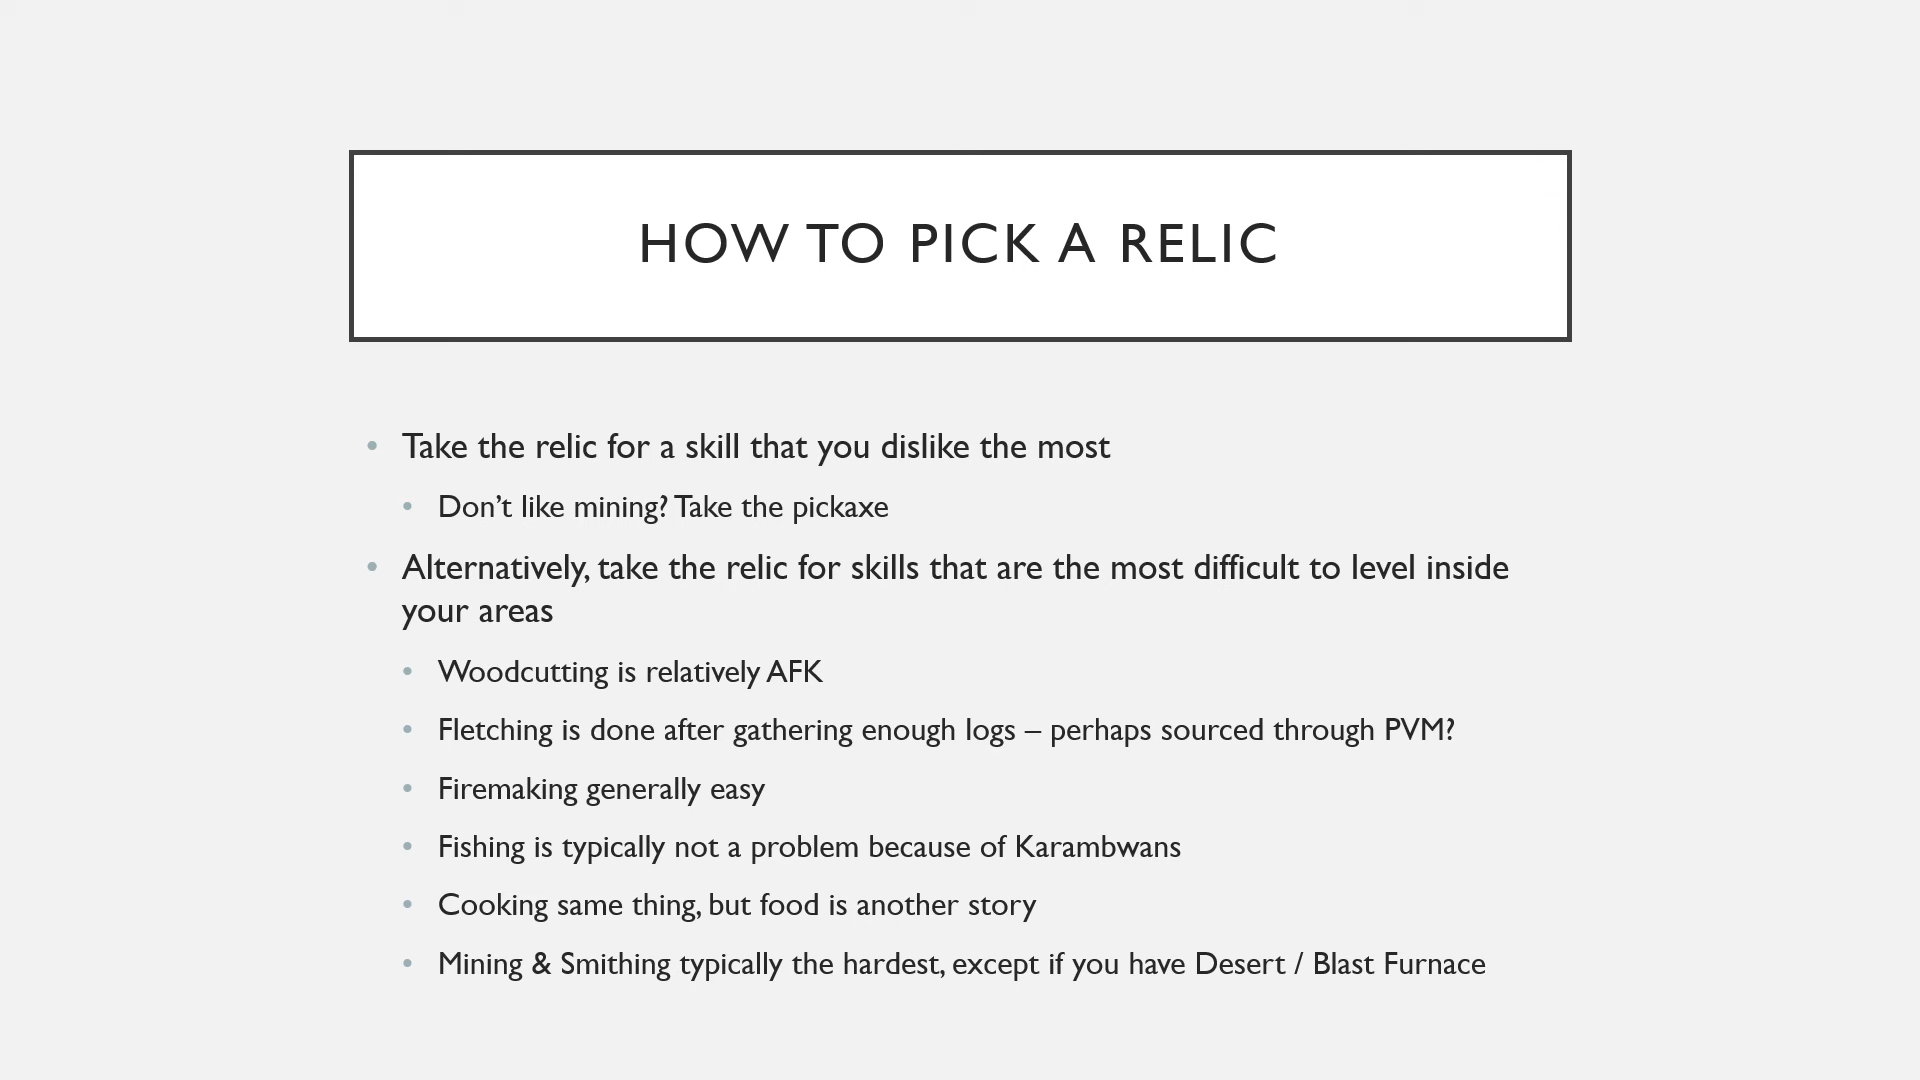 HOW TO PICK A RELIC
• Take the relic for a skill that you dislike the most
• Don’t like mining? Take the pickaxe
• Alternatively, take the relic for skills that are the most difficult to level inside
your areas
• Woodcutting is relatively AFK
• Fletching is done after gathering enough logs – perhaps sourced through PVM?
• Firemaking generally easy
• Fishing is typically not a problem because of Karambwans
• Cooking same thing, but food is another story
• Mining & Smithing typically the hardest, except if you have Desert / Blast Furnace